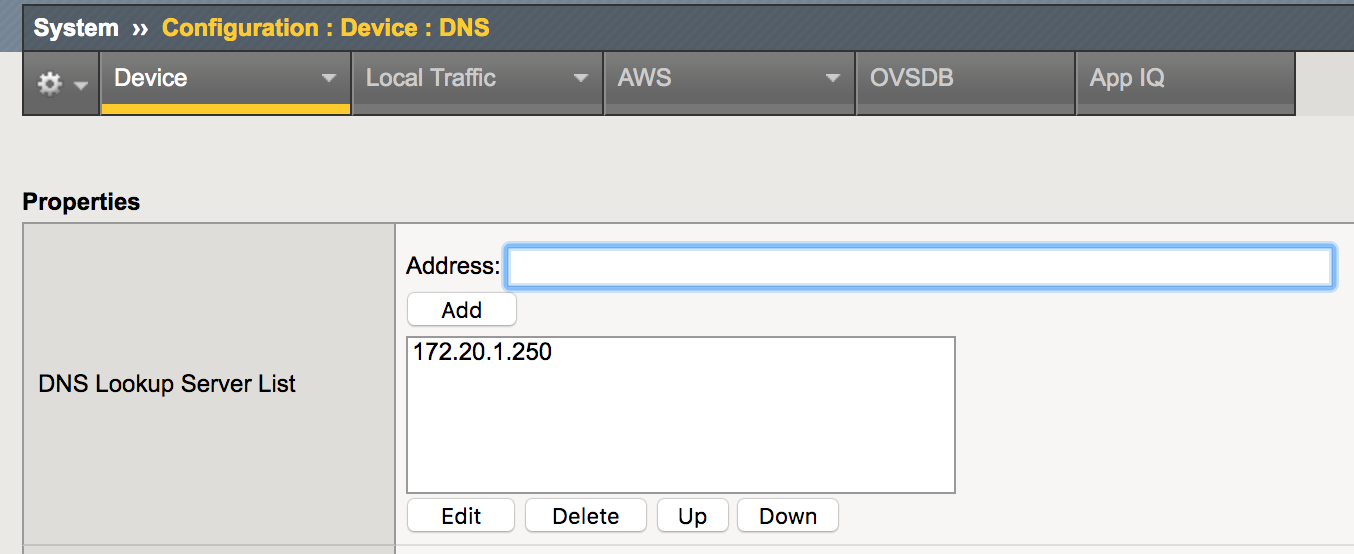 System ›› Configuration : Device : DNS
Device Local Traffic AWS OVSDB App IQ
Properties
Address:
Add
172.20.1.250
DNS Lookup Server List
Edit Delete Up Down